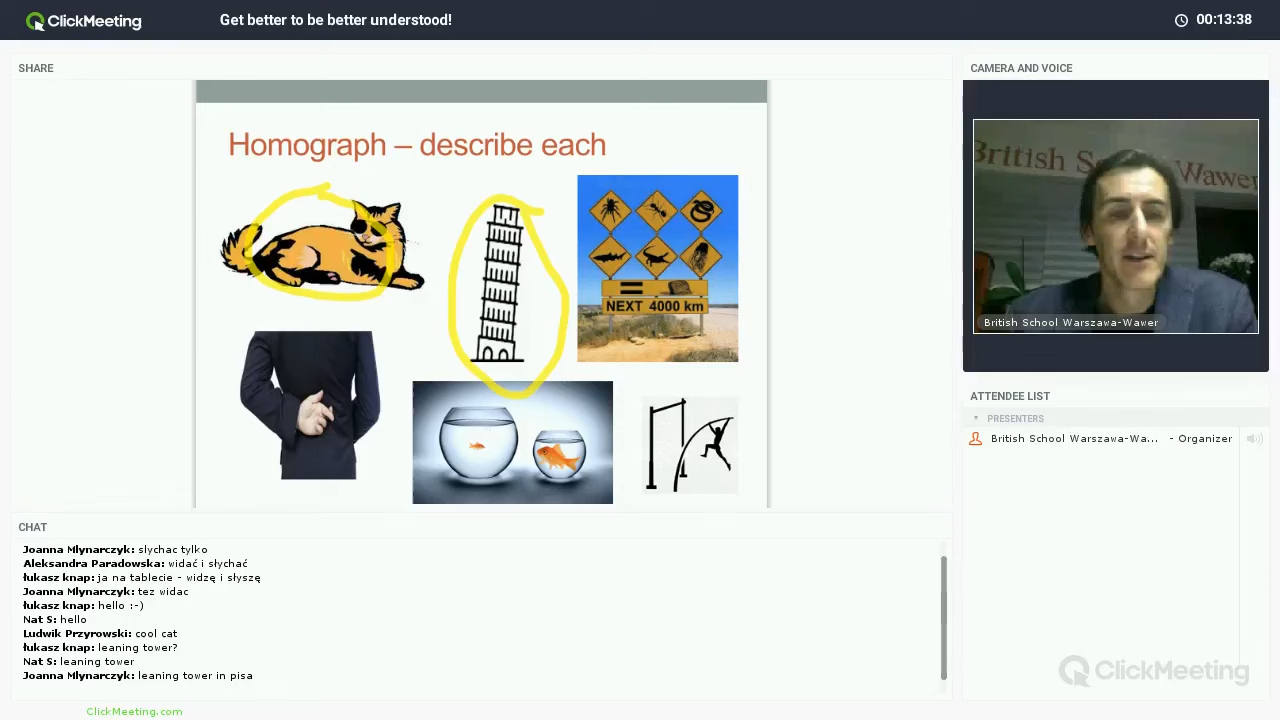 ClickMeeting
Get better to be better understood!
00:13:38
SHARE
CAMERA AND VOICE
Homograph – describe each
NEXT 4000 km
British School Wawer
British School Warszawa-Wawer
ATTENDEE LIST
PRESENTERS
British School Warszawa-Wa... - Organizer
CHAT
Joanna Mlynarczyk: slychac tylko
Aleksandra Paradowska: widać i słychać
łukasz knap: ja na tablecie - widzę i słyszę
Joanna Mlynarczyk: tez widac
łukasz knap: hello :-)
Nat S: hello
Ludwik Przyrowski: cool cat
łukasz knap: leaning tower?
Nat S: leaning tower
Joanna Mlynarczyk: leaning tower in pisa
ClickMeeting
ClickMeeting.com